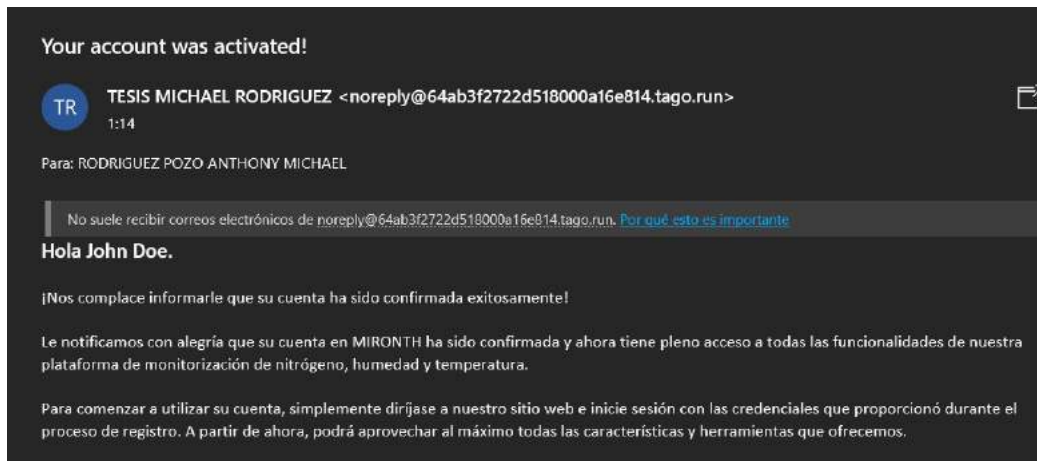 Your account was activated!
TR
TESIS MICHAEL RODRIGUEZ <noreply@64ab3f2722d518000a16e814.tago.run>
1:14
Para: RODRIGUEZ POZO ANTHONY MICHAEL
No suele recibir correos electrónicos de noreply@64ab3f2722d518000a16e814.tago.run. Por qué esto es importante
Hola John Doe.
¡Nos complace informarle que su cuenta ha sido confirmada exitosamente!
Le notificamos con alegría que su cuenta en MIRONTH ha sido confirmada y ahora tiene pleno acceso a todas las funcionalidades de nuestra
plataforma de monitorización de nitrógeno, humedad y temperatura.
Para comenzar a utilizar su cuenta, simplemente diríjase a nuestro sitio web e inicie sesión con las credenciales que proporcionó durante el
proceso de registro. A partir de ahora, podrá aprovechar al máximo todas las características y herramientas que ofrecemos.